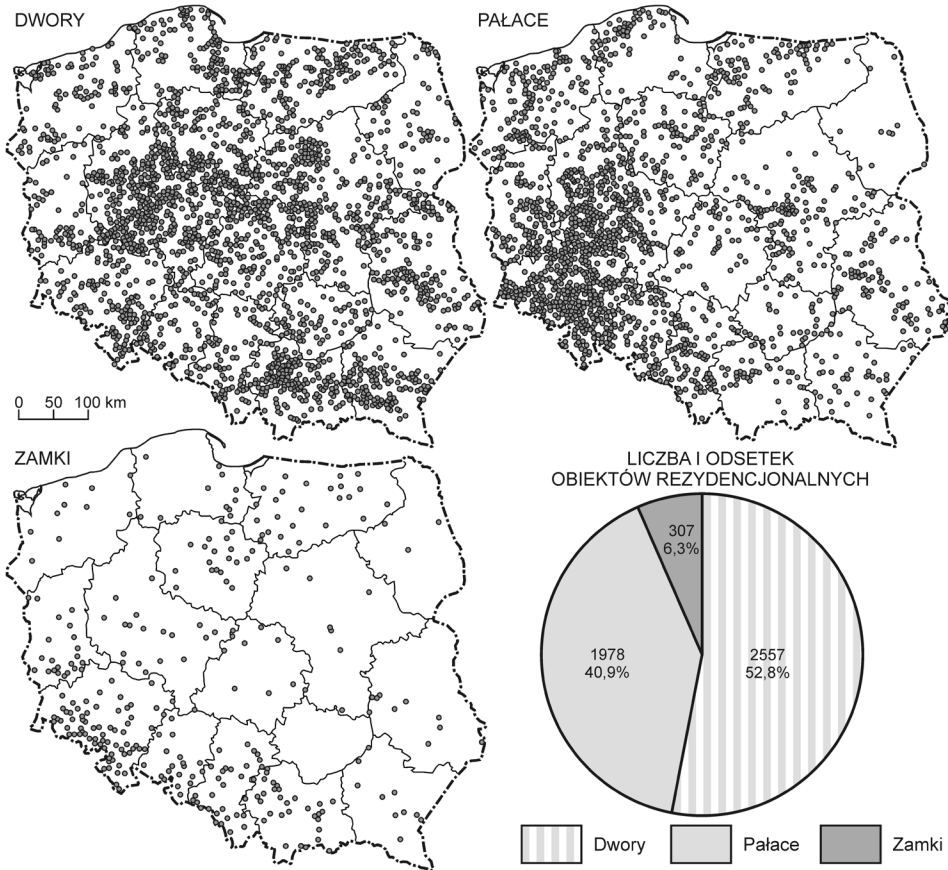 DWORY
PAŁACE
0 50 100 km
ZAMKI
LICZBA I ODSETEK
OBIEKTÓW REZYDENCJONALNYCH
307
6,3%
1978
40,9%
2557
52,8%
Dwory
Pałace
Zamki